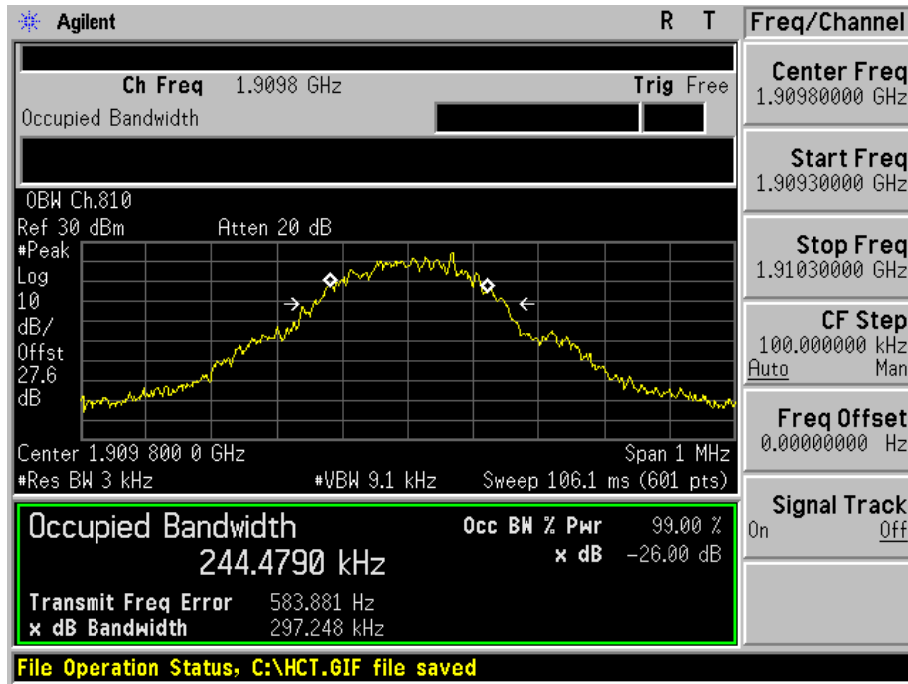 Agilent R T
Freq/Channel
Ch Freq 1.9098 GHz Trig Free
Occupied Bandwidth
OBW Ch.810
Ref 30 dBm Atten 20 dB
#Peak
Log
10
dB/
Offst
27.6
dB
Center 1.909 800 0 GHz Span 1 MHz
#Res BW 3 kHz #VBW 9.1 kHz Sweep 106.1 ms (601 pts)
Occupied Bandwidth
244.4790 kHz
Occ BW % Pwr 99.00 %
x dB -26.00 dB
Transmit Freq Error 583.881 Hz
x dB Bandwidth 297.248 kHz
Center Freq
1.90980000 GHz
Start Freq
1.90930000 GHz
Stop Freq
1.91030000 GHz
CF Step
100.000000 kHz
Auto Man
Freq Offset
0.00000000 Hz
Signal Track
On Off
File Operation Status, C:\HCT.GIF file saved